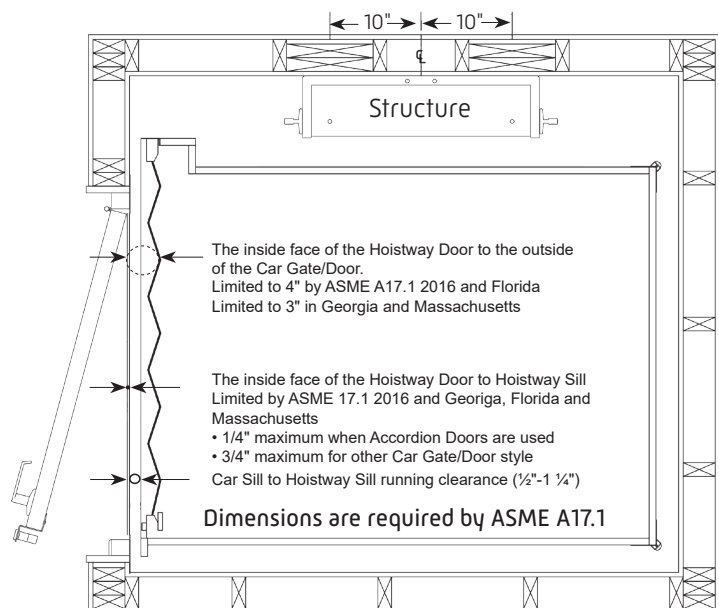 10" 10"
℄
Structure
The inside face of the Hoistway Door to the outside
of the Car Gate/Door.
Limited to 4" by ASME A17.1 2016 and Florida
Limited to 3" in Georgia and Massachusetts
The inside face of the Hoistway Door to Hoistway Sill
Limited by ASME 17.1 2016 and Georiga, Florida and
Massachusetts
• 1/4" maximum when Accordion Doors are used
• 3/4" maximum for other Car Gate/Door style
Car Sill to Hoistway Sill running clearance (½"-1 ¼")
Dimensions are required by ASME A17.1